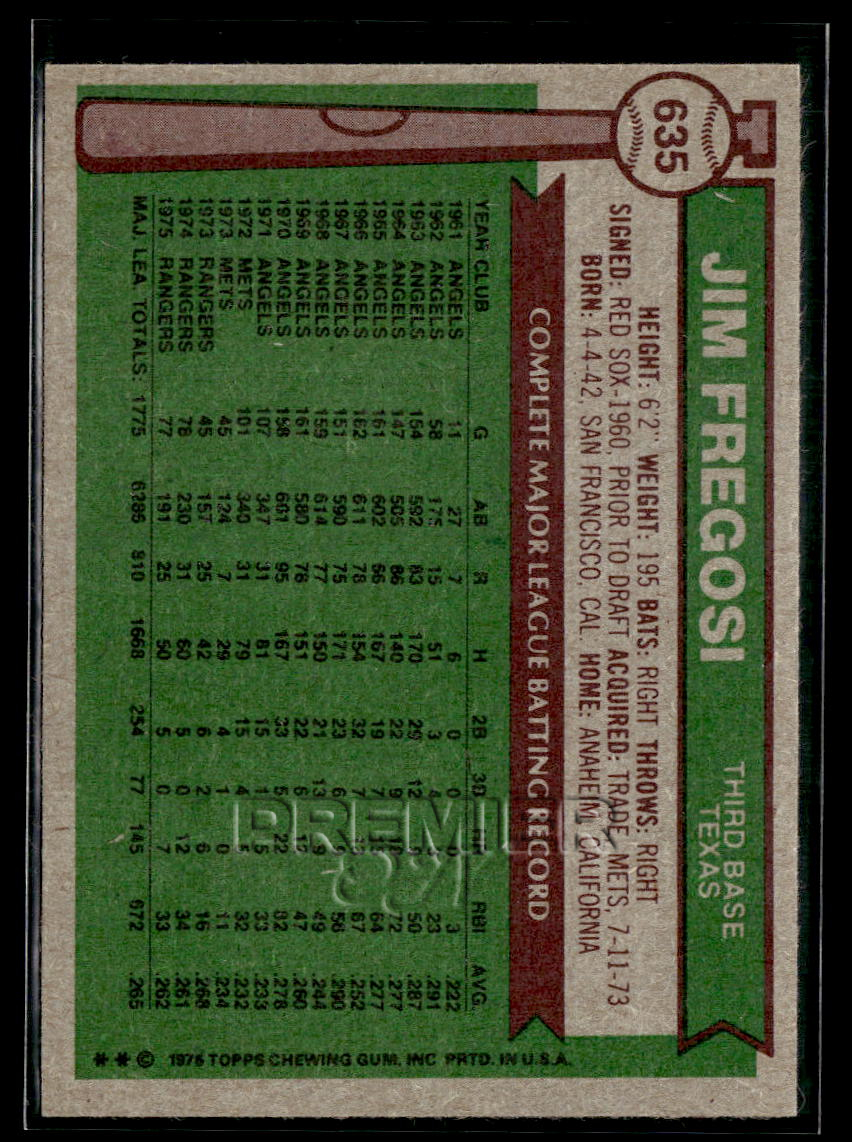 635
JIM FREGOSI
THIRD BASE
TEXAS
HEIGHT: 6'2" WEIGHT: 195 BATS: RIGHT THROWS: RIGHT
SIGNED: RED SOX-1960, PRIOR TO DRAFT ACQUIRED: TRADE, METS, 7-11-73
BORN: 4-4-42, SAN FRANCISCO, CAL. HOME: ANAHEIM, CALIFORNIA
COMPLETE MAJOR LEAGUE BATTING RECORD
YEAR CLUB G AB R H 2B 3B HR RBI AVG.
1961 ANGELS 11 27 7 6 0 0 0 3 .222
1962 ANGELS 58 175 15 51 3 4 23 .291
1963 ANGELS 154 592 83 170 29 12 50 .287
1964 ANGELS 147 505 86 140 22 9 72 .277
1965 ANGELS 161 602 66 167 19 7 64 .277
1966 ANGELS 162 611 78 154 32 7 67 .252
1967 ANGELS 151 590 75 171 23 6 9 56 .290
1968 ANGELS 159 614 77 150 21 13 9 49 .244
1969 ANGELS 161 580 78 151 22 6 47 .260
1970 ANGELS 158 601 95 167 33 5 22 82 .278
1971 ANGELS 107 347 31 81 15 1 5 33 .233
1972 METS 101 340 31 79 15 4 5 32 .232
1973 METS 45 124 7 29 4 1 0 11 .234
1973 RANGERS 45 157 25 42 6 2 6 16 .268
1974 RANGERS 78 230 31 60 5 0 12 34 .261
1975 RANGERS 77 191 25 50 5 0 7 33 .262
MAJ. LEA. TOTALS: 1775 6286 810 1668 254 77 145 672 .265
** © 1976 TOPPS CHEWING GUM, INC PRTD. IN U.S.A.